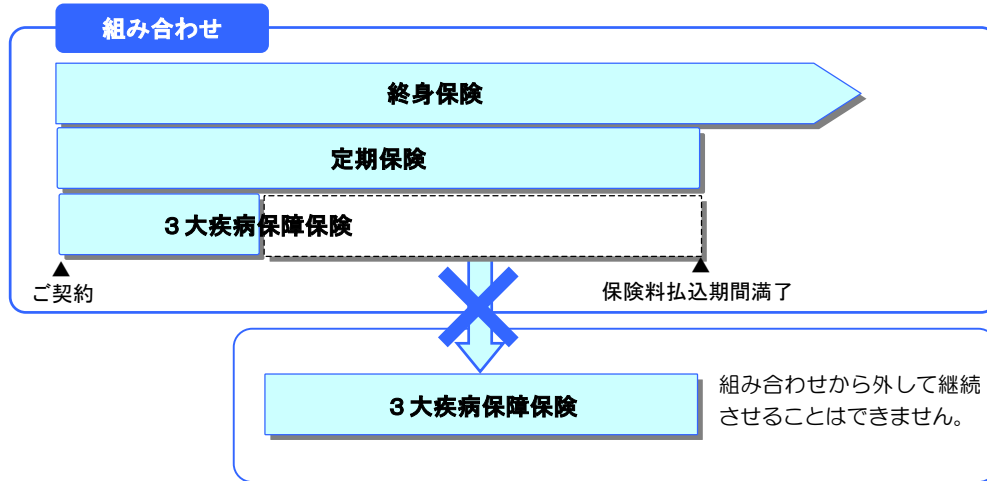 組み合わせ
終身保険
定期保険
３大疾病保障保険
▲
ご契約
▲
保険料払込期間満了
３大疾病保障保険
組み合わせから外して継続
させることはできません。